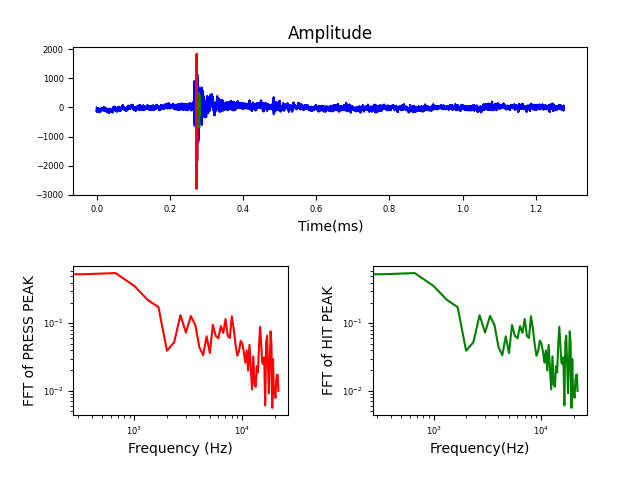 Amplitude
2000
1000
0
−1000
−2000
−3000
0.0 0.2 0.4 0.6 0.8 1.0 1.2
Time(ms)
FFT of PRESS PEAK
10⁻¹
10⁻²
10³ 10⁴
Frequency (Hz)
FFT of HIT PEAK
10⁻¹
10⁻²
10³ 10⁴
Frequency(Hz)